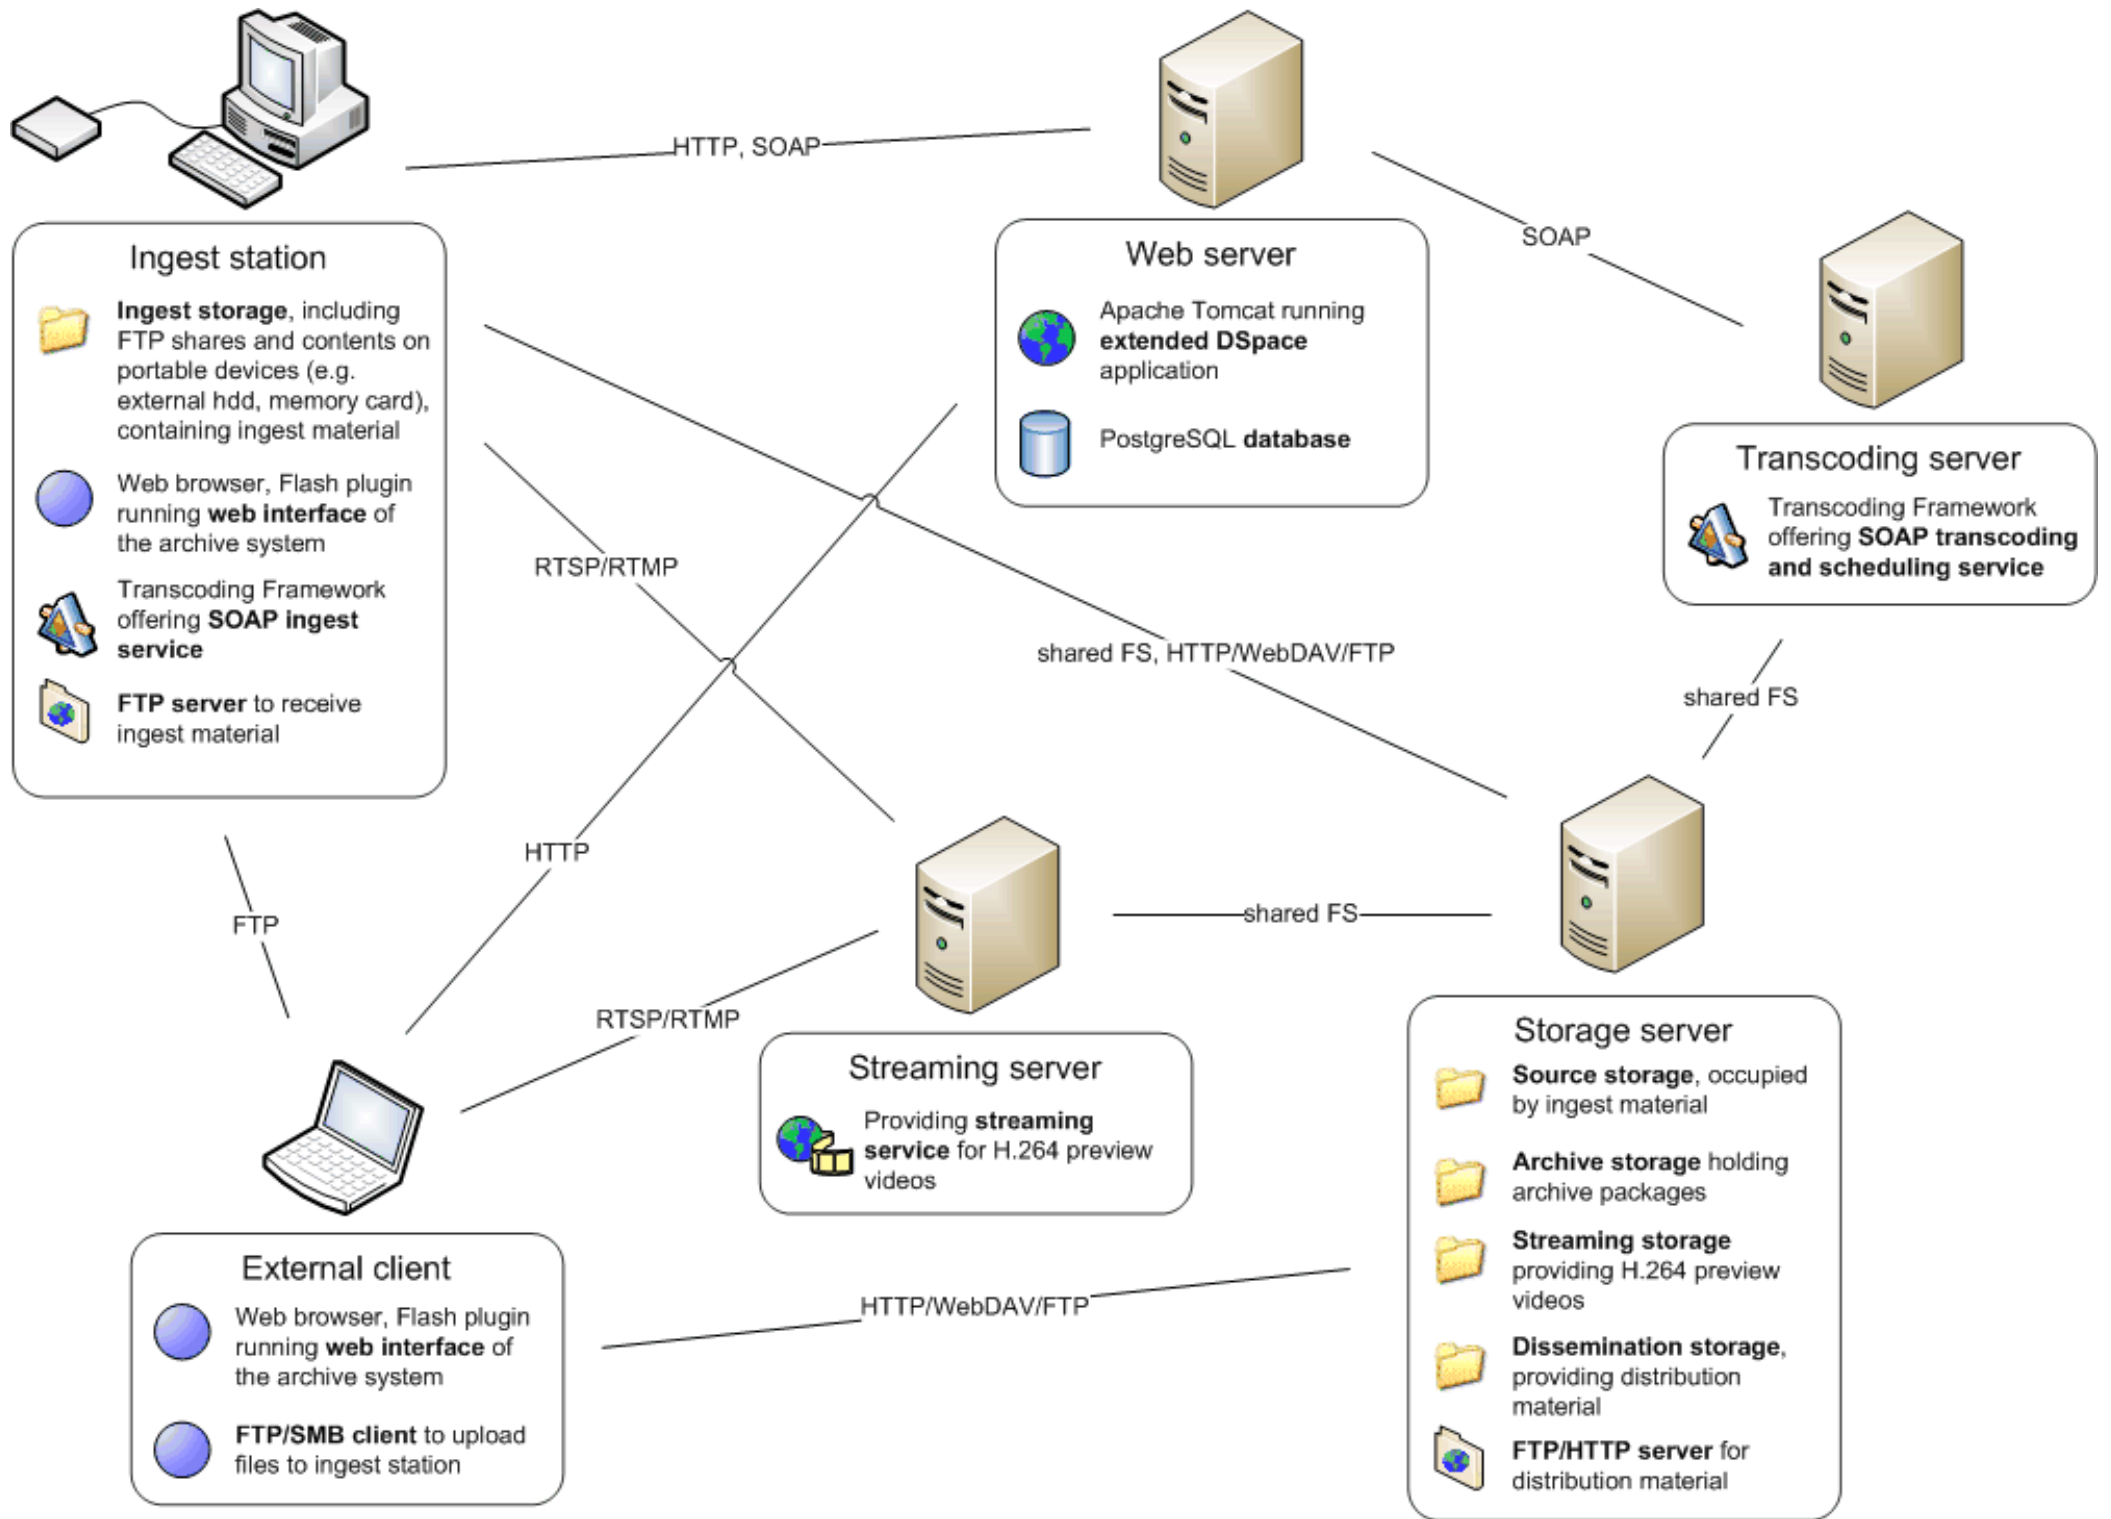 HTTP, SOAP
SOAP
Ingest station
Ingest storage, including
FTP shares and contents on
portable devices (e.g.
external hdd, memory card),
containing ingest material
Web browser, Flash plugin
running web interface of
the archive system
Transcoding Framework
offering SOAP ingest
service
FTP server to receive
ingest material
Web server
Apache Tomcat running
extended DSpace
application
PostgreSQL database
Transcoding server
Transcoding Framework
offering SOAP transcoding
and scheduling service
RTSP/RTMP
shared FS, HTTP/WebDAV/FTP
shared FS
HTTP
FTP
shared FS
RTSP/RTMP
Streaming server
Providing streaming
service for H.264 preview
videos
Storage server
Source storage, occupied
by ingest material
Archive storage holding
archive packages
Streaming storage
providing H.264 preview
videos
Dissemination storage,
providing distribution
material
FTP/HTTP server for
distribution material
External client
Web browser, Flash plugin
running web interface of
the archive system
FTP/SMB client to upload
files to ingest station
HTTP/WebDAV/FTP